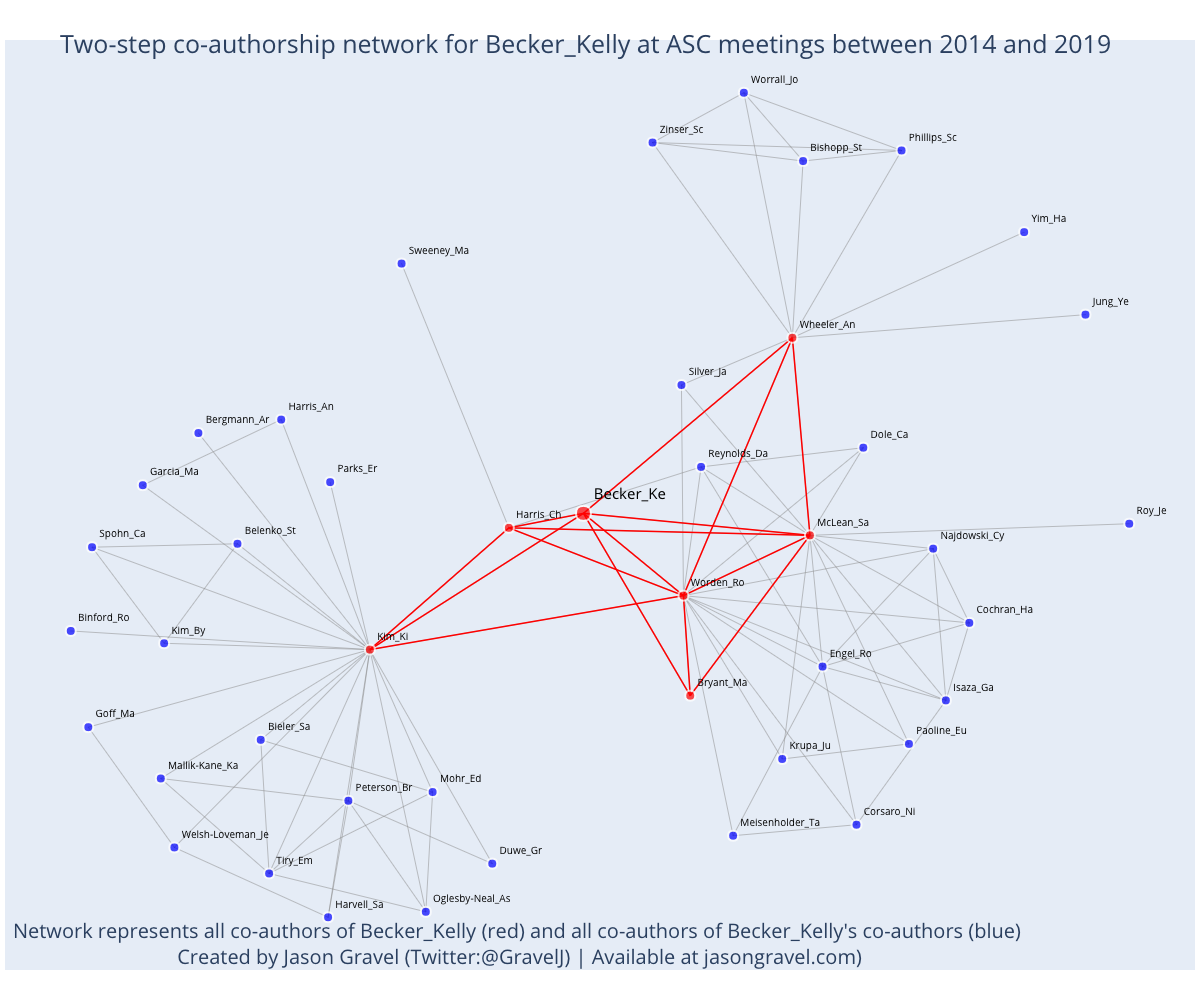 Two-step co-authorship network for Becker_Kelly at ASC meetings between 2014 and 2019
Worrall_Jo
Zinser_Sc
Phillips_Sc
Bishopp_St
Yim_Ha
Sweeney_Ma
Jung_Ye
Wheeler_An
Silver_Ja
Harris_An
Bergmann_Ar
Dole_Ca
Reynolds_Da
Garcia_Ma
Parks_Er
Becker_Ke
Harris_Ch
McLean_Sa
Roy_Je
Spohn_Ca
Belenko_St
Najdowski_Cy
Worden_Ro
Cochran_Ha
Binford_Ro
Kim_By
Kim_Ki
Engel_Ro
Bryant_Ma
Isaza_Ga
Goff_Ma
Bieler_Sa
Paoline_Eu
Krupa_Ju
Mallik-Kane_Ka
Mohr_Ed
Peterson_Br
Corsaro_Ni
Meisenholder_Ta
Welsh-Loveman_Je
Duwe_Gr
Tiry_Em
Oglesby-Neal_As
Harvell_Sa
Network represents all co-authors of Becker_Kelly (red) and all co-authors of Becker_Kelly's co-authors (blue)
Created by Jason Gravel (Twitter:@GravelJ) | Available at jasongravel.com)